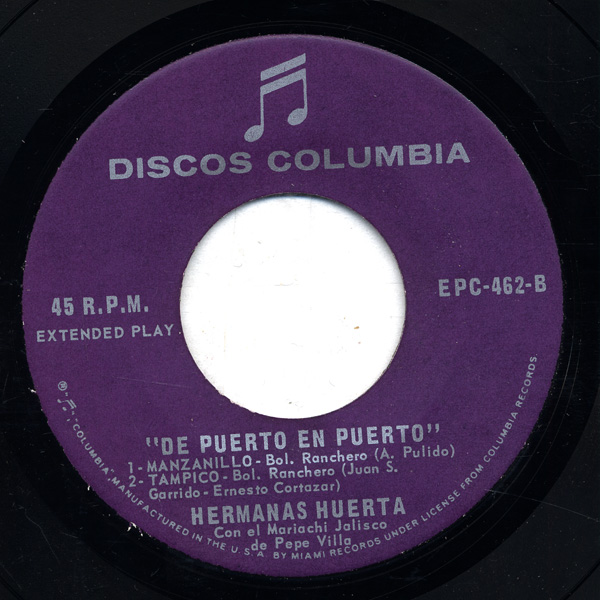 DISCOS COLUMBIA
45 R.P.M.
EXTENDED PLAY
EPC-462-B
"DE PUERTO EN PUERTO"
1- MANZANILLO - Bol. Ranchero (A. Pulido)
2- TAMPICO - Bol. Ranchero (Juan S.
Garrido - Ernesto Cortazar)
HERMANAS HUERTA
Con el Mariachi Jalisco
de Pepe Villa
® "COLUMBIA", MANUFACTURED IN THE U.S.A. BY MIAMI RECORDS UNDER LICENSE FROM COLUMBIA RECORDS.